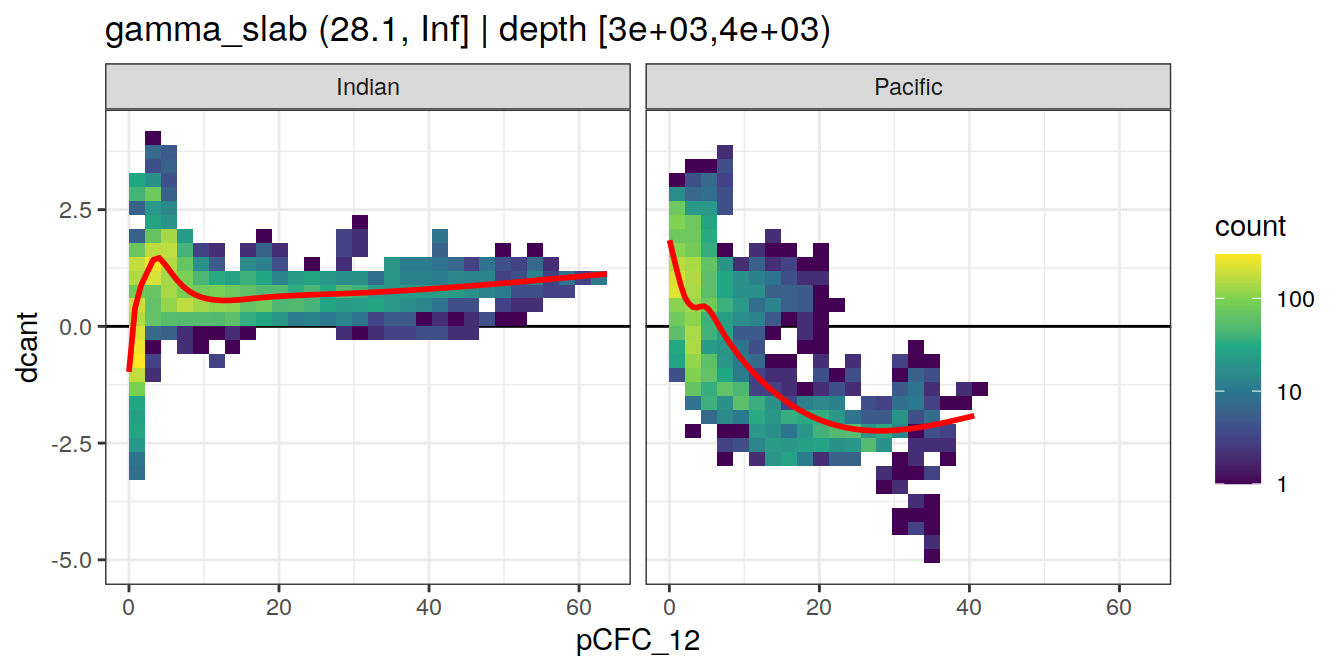 gamma_slab (28.1, Inf] | depth [3e+03,4e+03)
Indian
Pacific
dcant
2.5
0.0
-2.5
-5.0
0 20 40 60
0 20 40 60
pCFC_12
count
100
10
1